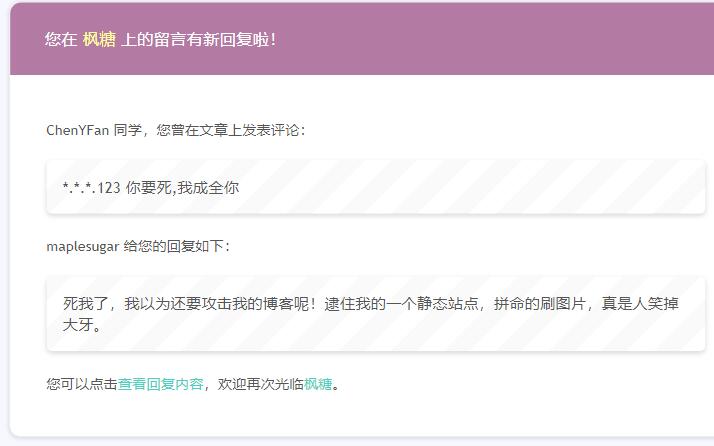 您在 枫糖 上的留言有新回复啦！
ChenYFan 同学，您曾在文章上发表评论：
*.*.*.123 你要死,我成全你
maplesugar 给您的回复如下：
死我了，我以为还要攻击我的博客呢！逮住我的一个静态站点，拼命的刷图片，真是人笑掉
大牙。
您可以点击查看回复内容，欢迎再次光临枫糖。